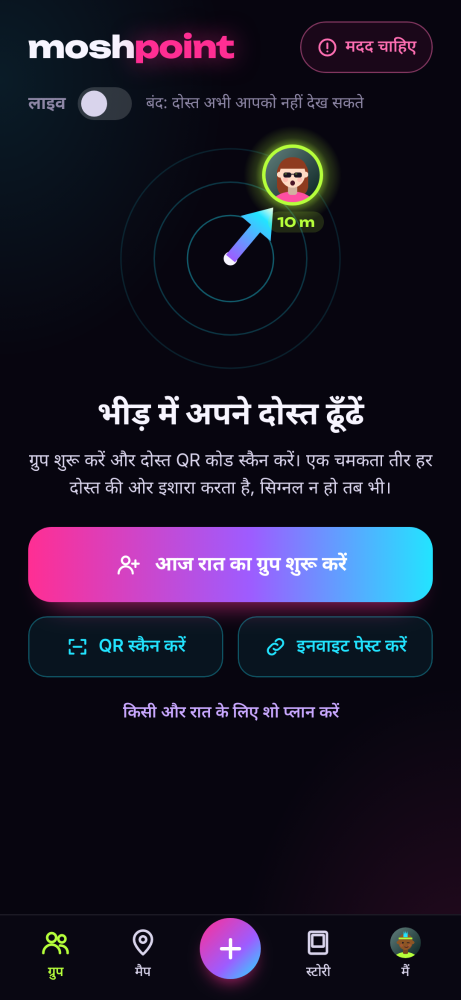 moshpoint
मदद चाहिए
लाइव
बंद: दोस्त अभी आपको नहीं देख सकते
10 m
भीड़ में अपने दोस्त ढूँढें
ग्रुप शुरू करें और दोस्त QR कोड स्कैन करें। एक चमकता तीर हर
दोस्त की ओर इशारा करता है, सिग्नल न हो तब भी।
आज रात का ग्रुप शुरू करें
QR स्कैन करें
इनवाइट पेस्ट करें
किसी और रात के लिए शो प्लान करें
ग्रुप
मैप
स्टोरी
मैं